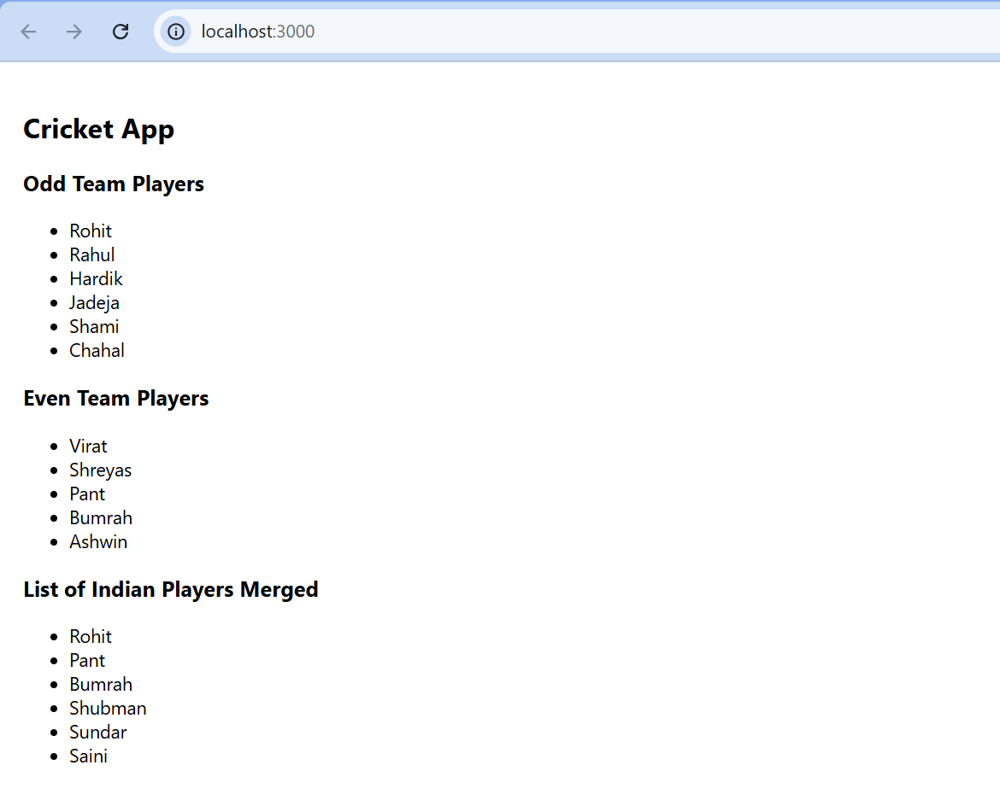 localhost:3000
Cricket App
Odd Team Players
Rohit
Rahul
Hardik
Jadeja
Shami
Chahal
Even Team Players
Virat
Shreyas
Pant
Bumrah
Ashwin
List of Indian Players Merged
Rohit
Pant
Bumrah
Shubman
Sundar
Saini